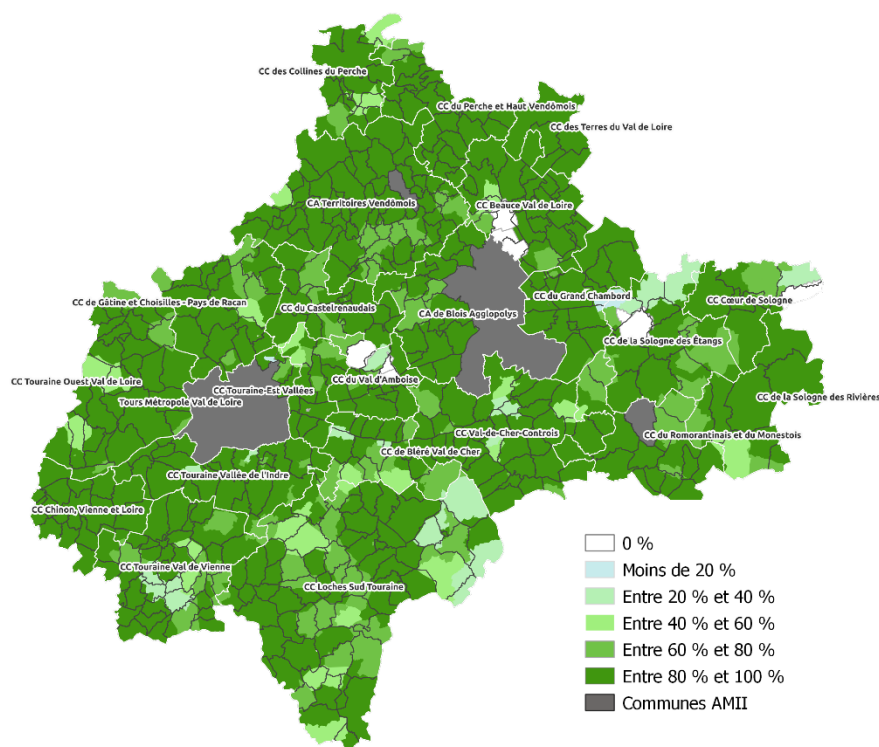 CC des Collines du Perche
CC du Perche et Haut Vendômois
CC des Terres du Val de Loire
CA Territoires Vendômois
CC Beauce Val de Loire
CC de Gâtine et Choisilles - Pays de Racan
CC du Castelrenaudais
CA de Blois Agglopolys
CC du Grand Chambord
CC Cœur de Sologne
CC de la Sologne des Étangs
CC Touraine Ouest Val de Loire
CC Touraine-Est Vallées
CC du Val d'Amboise
CC de la Sologne des Rivières
Tours Métropole Val de Loire
CC Val-de-Cher-Controis
CC du Romorantinais et du Monestois
CC de Bléré Val de Cher
CC Touraine Vallée de l'Indre
CC Chinon, Vienne et Loire
CC Touraine Val de Vienne
CC Loches Sud Touraine
0 %
Moins de 20 %
Entre 20 % et 40 %
Entre 40 % et 60 %
Entre 60 % et 80 %
Entre 80 % et 100 %
Communes AMII